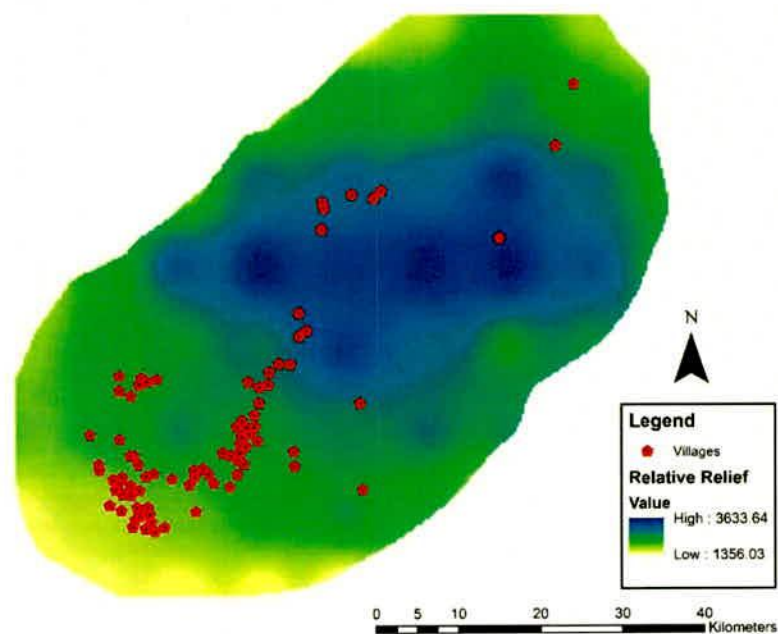 N
Legend
Villages
Relative Relief
Value
High : 3633.64
Low : 1356.03
0 5 10 20 30 40
Kilometers